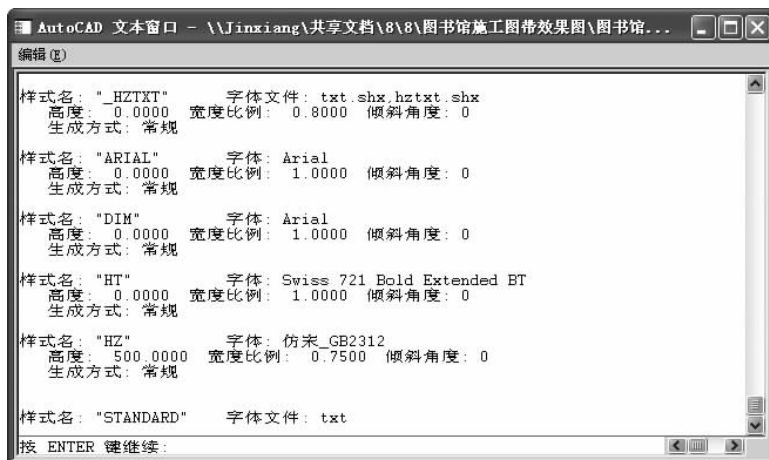 AutoCAD 文本窗口 - \\Jinxiang\共享文档\8\8\图书馆施工图带效果图\图书馆...
编辑(E)
样式名: "_HZTXT" 字体文件: txt.shx,hztxt.shx
高度: 0.0000 宽度比例: 0.8000 倾斜角度: 0
生成方式: 常规
样式名: "ARIAL" 字体: Arial
高度: 0.0000 宽度比例: 1.0000 倾斜角度: 0
生成方式: 常规
样式名: "DIM" 字体: Arial
高度: 0.0000 宽度比例: 1.0000 倾斜角度: 0
生成方式: 常规
样式名: "HT" 字体: Swiss 721 Bold Extended BT
高度: 0.0000 宽度比例: 1.0000 倾斜角度: 0
生成方式: 常规
样式名: "HZ" 字体: 仿宋_GB2312
高度: 500.0000 宽度比例: 0.7500 倾斜角度: 0
生成方式: 常规
样式名: "STANDARD" 字体文件: txt
按 ENTER 键继续: